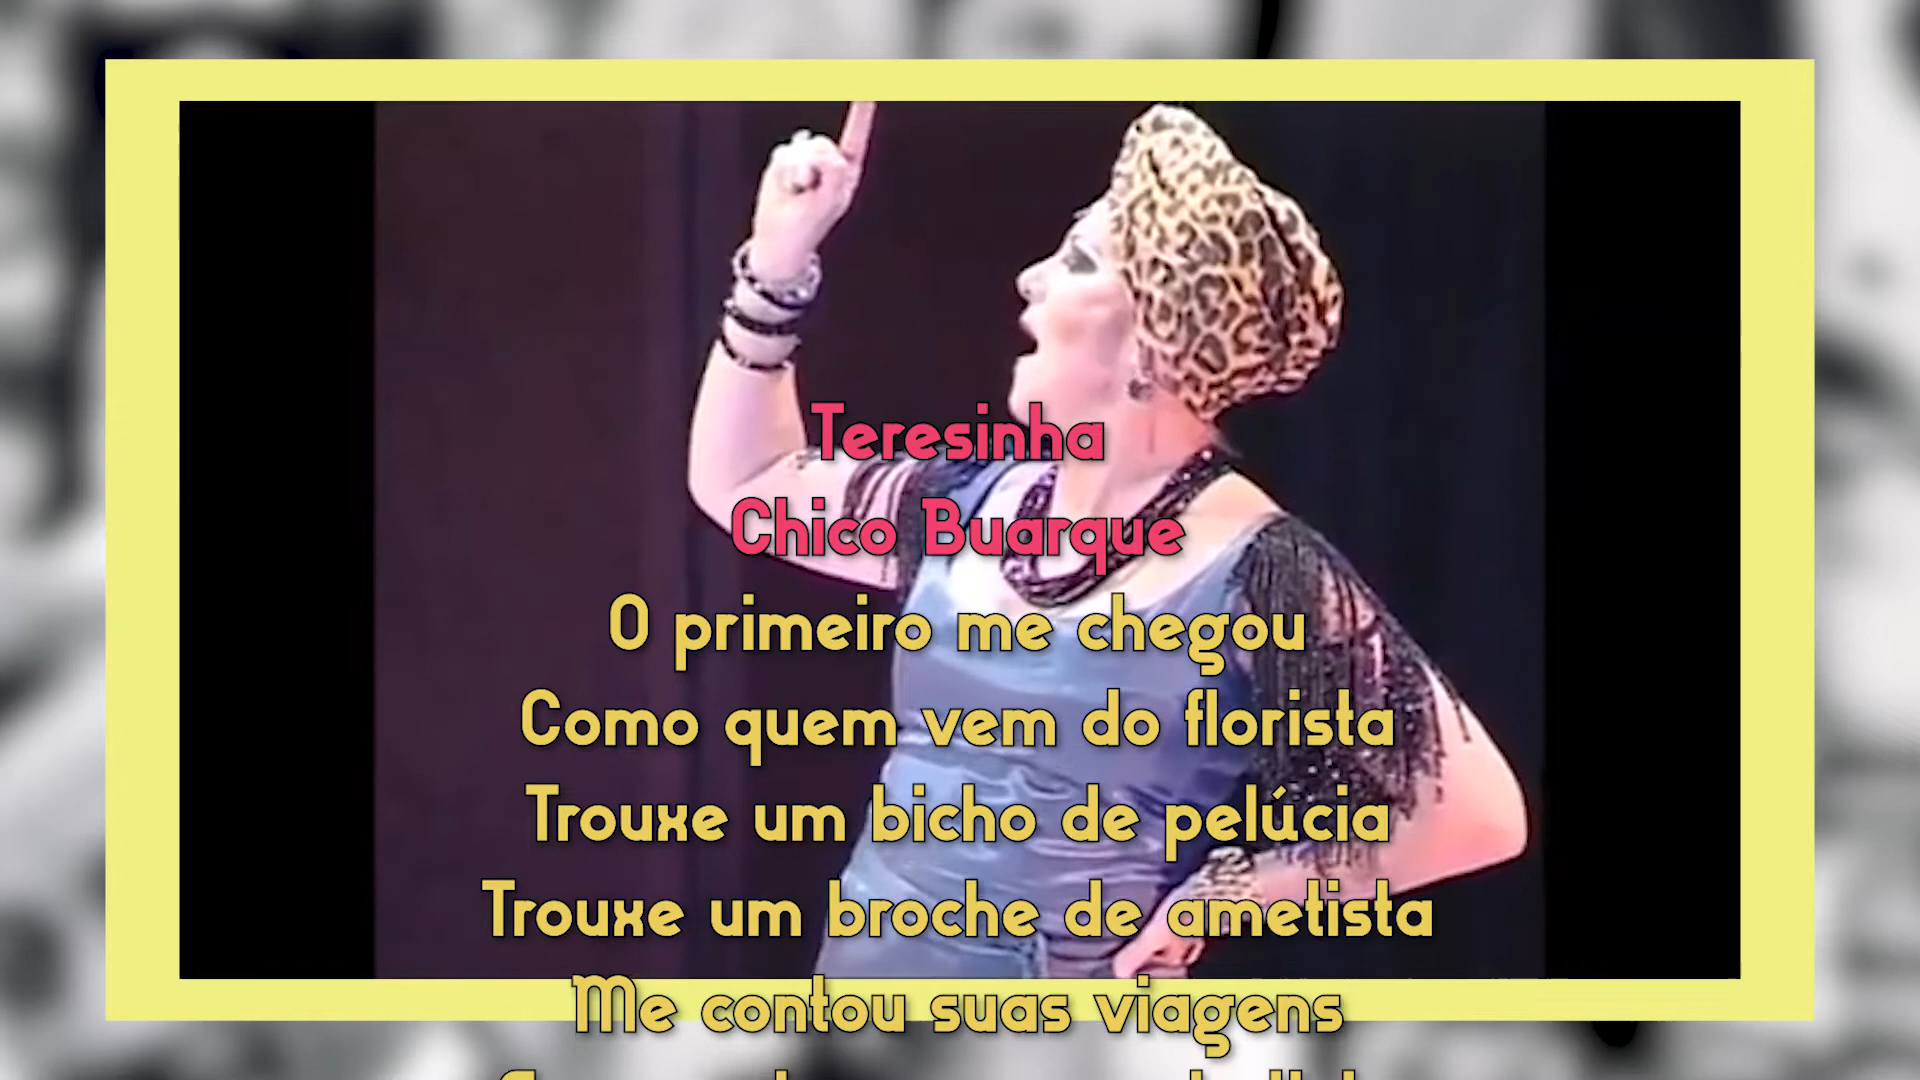 Teresinha
Chico Buarque
O primeiro me chegou
Como quem vem do florista
Trouxe um bicho de pelúcia
Trouxe um broche de ametista
Me contou suas viagens